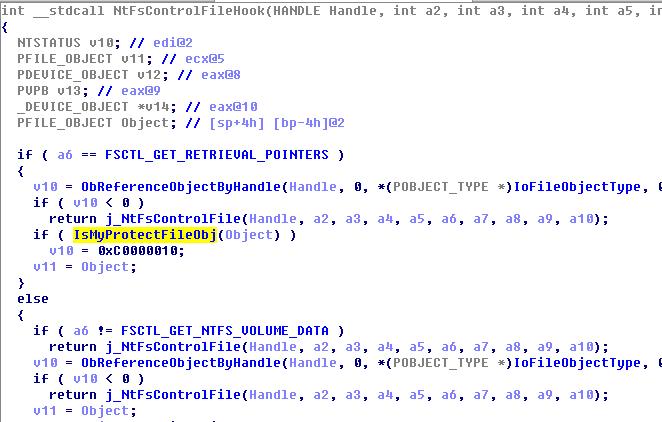 int __stdcall NtFsControlFileHook(HANDLE Handle, int a2, int a3, int a4, int a5, in
{
NTSTATUS v10; // edi@2
PFILE_OBJECT v11; // ecx@5
PDEVICE_OBJECT v12; // eax@8
PVPB v13; // eax@9
_DEVICE_OBJECT *v14; // eax@10
PFILE_OBJECT Object; // [sp+4h] [bp-4h]@2
if ( a6 == FSCTL_GET_RETRIEVAL_POINTERS )
{
v10 = ObReferenceObjectByHandle(Handle, 0, *(POBJECT_TYPE *)IoFileObjectType, 0
if ( v10 < 0 )
return j_NtFsControlFile(Handle, a2, a3, a4, a5, a6, a7, a8, a9, a10);
if ( IsMyProtectFileObj(Object) )
v10 = 0xC0000010;
v11 = Object;
}
else
{
if ( a6 != FSCTL_GET_NTFS_VOLUME_DATA )
return j_NtFsControlFile(Handle, a2, a3, a4, a5, a6, a7, a8, a9, a10);
v10 = ObReferenceObjectByHandle(Handle, 0, *(POBJECT_TYPE *)IoFileObjectType, 0
if ( v10 < 0 )
return j_NtFsControlFile(Handle, a2, a3, a4, a5, a6, a7, a8, a9, a10);
v11 = Object;